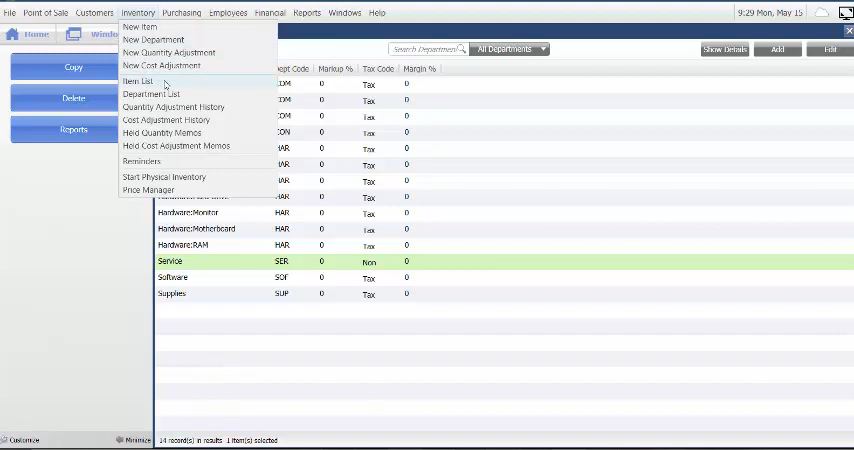 File Point of Sale Customers Inventory Purchasing Employees Financial Reports Windows Help 9:29 Mon, May 15
Home
Search Department All Departments Show Details Add Edit
New Item
New Department
New Quantity Adjustment
New Cost Adjustment
Item List
Department List
Quantity Adjustment History
Cost Adjustment History
Held Quantity Memos
Held Cost Adjustment Memos
Reminders
Start Physical Inventory
Price Manager
Copy
Delete
Reports
Dept Code Markup % Tax Code Margin %
COM 0 Tax 0
COM 0 Tax 0
COM 0 Tax 0
CON 0 Tax 0
HAR 0 Tax 0
HAR 0 Tax 0
HAR 0 Tax 0
HAR 0 Tax 0
Hardware:Monitor HAR 0 Tax 0
Hardware:Motherboard HAR 0 Tax 0
Hardware:RAM HAR 0 Tax 0
Service SER 0 Non 0
Software SOF 0 Tax 0
Supplies SUP 0 Tax 0
Customize Minimize 14 record(s) in results 1 item(s) selected